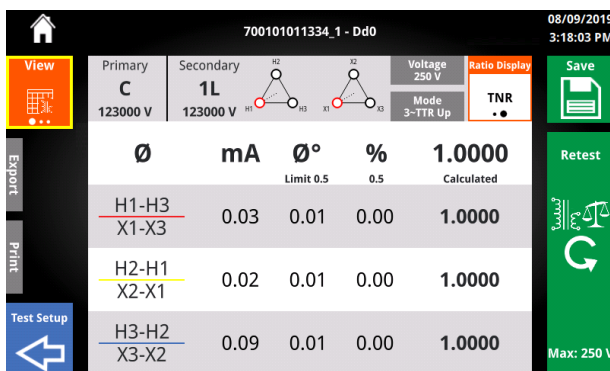 700101011334_1 - Dd0
08/09/2019
3:18:03 PM
View
Primary
C
123000 V
Secondary
1L
123000 V
H2
H1
H3
X2
X1
X3
Voltage
250 V
Mode
3~TTR Up
Ratio Display
TNR
Save
Export
Print
Test Setup
Ø mA Ø° % 1.0000
Limit 0.5 0.5 Calculated
H1-H3
X1-X3
0.03 0.01 0.00 1.0000
H2-H1
X2-X1
0.02 0.01 0.00 1.0000
H3-H2
X3-X2
0.09 0.01 0.00 1.0000
Retest
Max: 250 V